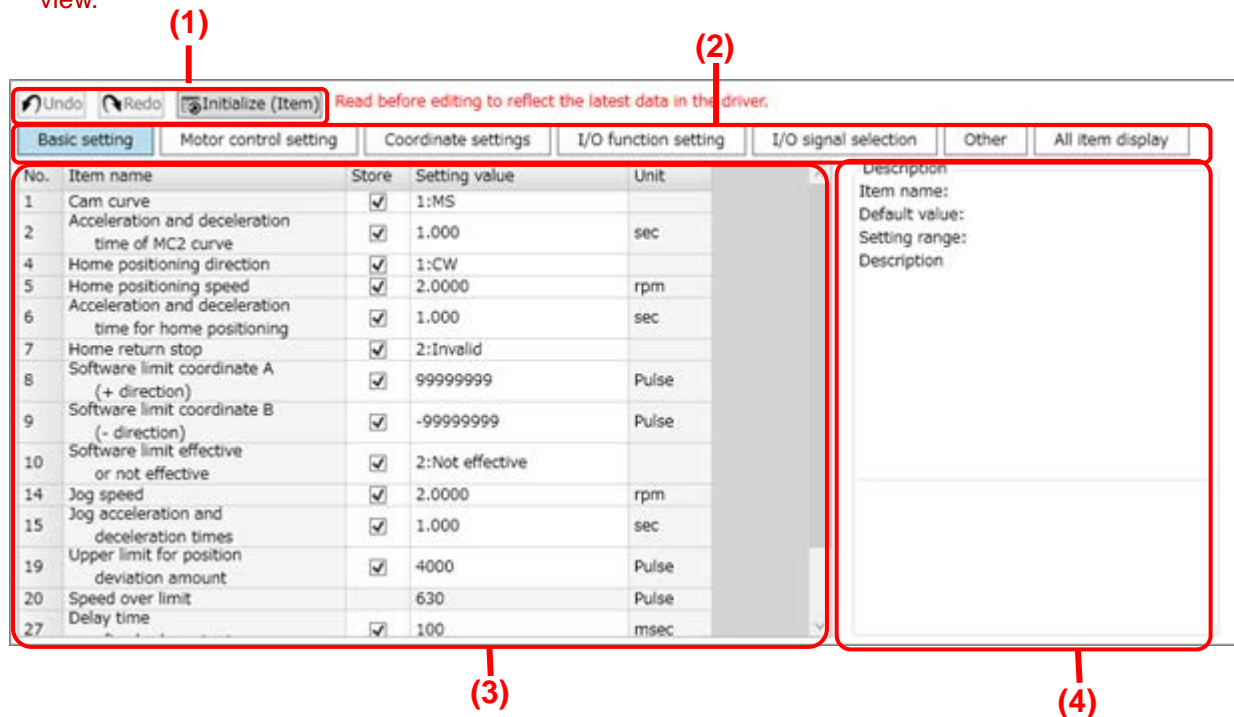 view.
(1)
(2)
Undo Redo Initialize (Item) Read before editing to reflect the latest data in the driver.
Basic setting Motor control setting Coordinate settings I/O function setting I/O signal selection Other All item display
No. Item name Store Setting value Unit
1 Cam curve 1:MS
2 Acceleration and deceleration
time of MC2 curve 1.000 sec
4 Home positioning direction 1:CW
5 Home positioning speed 2.0000 rpm
6 Acceleration and deceleration
time for home positioning 1.000 sec
7 Home return stop 2:Invalid
8 Software limit coordinate A
(+ direction) 99999999 Pulse
9 Software limit coordinate B
(- direction) -99999999 Pulse
10 Software limit effective
or not effective 2:Not effective
14 Jog speed 2.0000 rpm
15 Jog acceleration and
deceleration times 1.000 sec
19 Upper limit for position
deviation amount 4000 Pulse
20 Speed over limit 630 Pulse
27 Delay time
100 msec
Description
Item name:
Default value:
Setting range:
Description
(3)
(4)